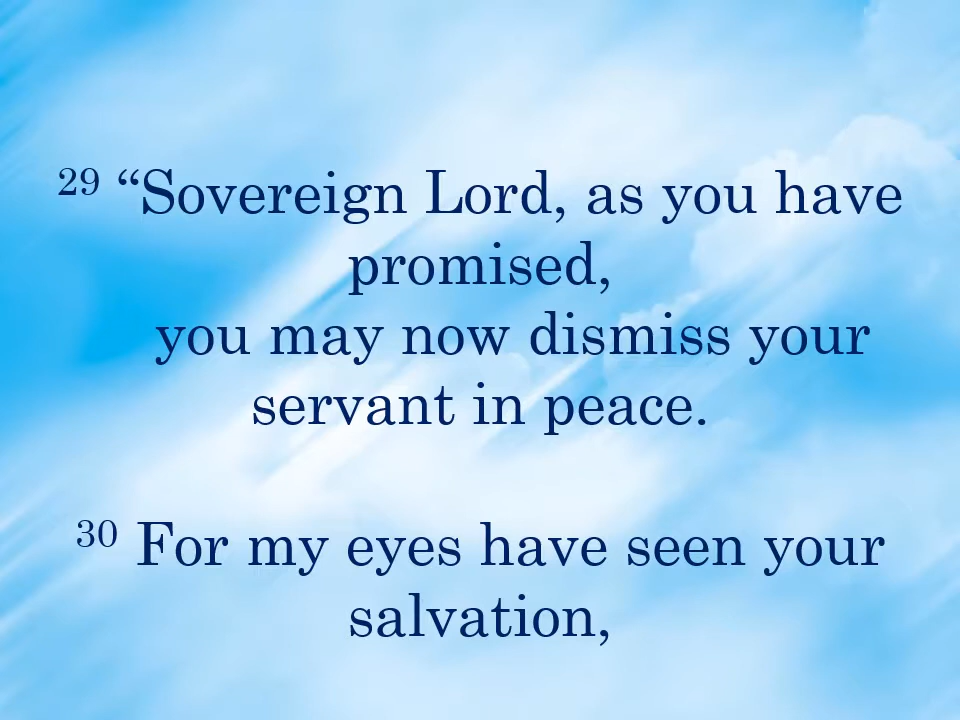 29 “Sovereign Lord, as you have
promised,
you may now dismiss your
servant in peace.
30 For my eyes have seen your
salvation,